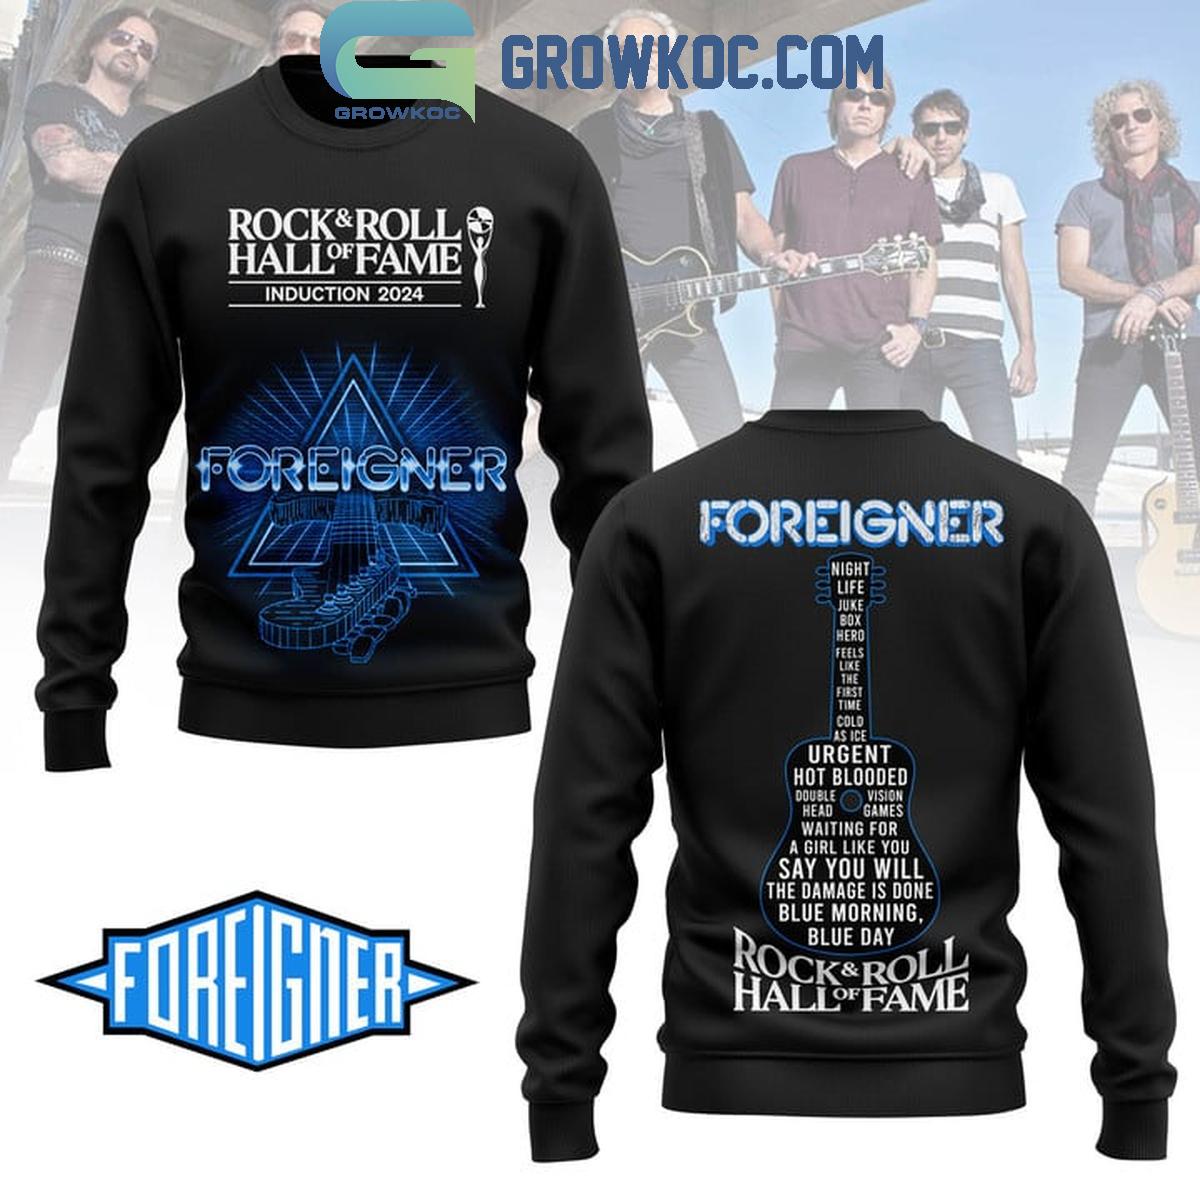 GROWKOC
GROWKOC.COM
ROCK & ROLL
HALL OF FAME
INDUCTION 2024
FOREIGNER
FOREIGNER
NIGHT
LIFE
JUKE
BOX
HERO
FEELS
LIKE
THE
FIRST
TIME
COLD
AS ICE
URGENT
HOT BLOODED
DOUBLE VISION
HEAD GAMES
WAITING FOR
A GIRL LIKE YOU
SAY YOU WILL
THE DAMAGE IS DONE
BLUE MORNING,
BLUE DAY
ROCK & ROLL
HALL OF FAME
FOREIGNER